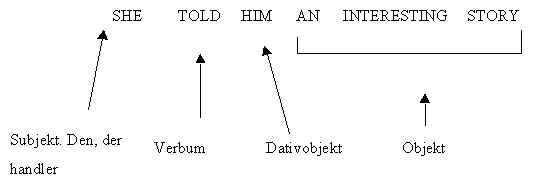 SHE TOLD HIM AN INTERESTING STORY
Subjekt. Den, der
handler
Verbum
Dativobjekt
Objekt